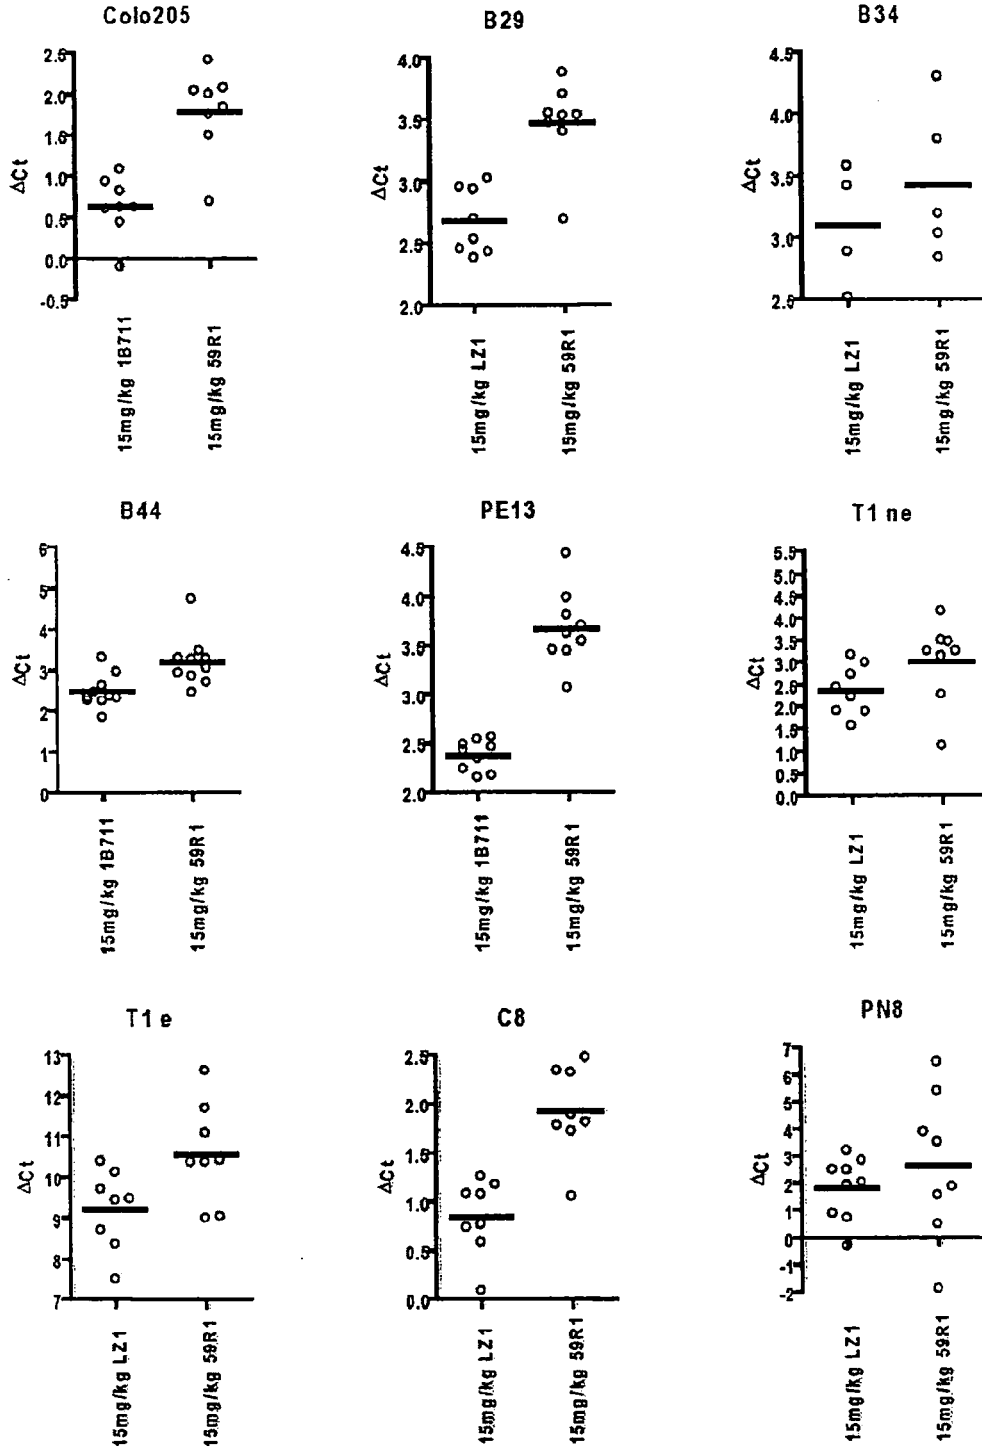 Colo205
B29
B34
2.5
2.0
1.5
1.0
0.5
0.0
-0.5
ΔCt
15mg/kg 1B711
15mg/kg 59R1
4.0
3.5
3.0
2.5
2.0
ΔCt
15mg/kg LZ1
15mg/kg 59R1
4.5
4.0
3.5
3.0
2.5
ΔCt
15mg/kg LZ1
15mg/kg 59R1
B44
PE13
T1 ne
6
5
4
3
2
1
0
ΔCt
15mg/kg 1B711
15mg/kg 59R1
4.5
4.0
3.5
3.0
2.5
2.0
ΔCt
15mg/kg 1B711
15mg/kg 59R1
5.5
5.0
4.5
4.0
3.5
3.0
2.5
2.0
1.5
1.0
0.5
0.0
ΔCt
15mg/kg LZ1
15mg/kg 59R1
T1 e
C8
PN8
13
12
11
10
9
8
7
ΔCt
15mg/kg LZ1
15mg/kg 59R1
2.5
2.0
1.5
1.0
0.5
0.0
ΔCt
15mg/kg LZ1
15mg/kg 59R1
7
6
5
4
3
2
1
0
-1
-2
ΔCt
15mg/kg LZ1
15mg/kg 59R1